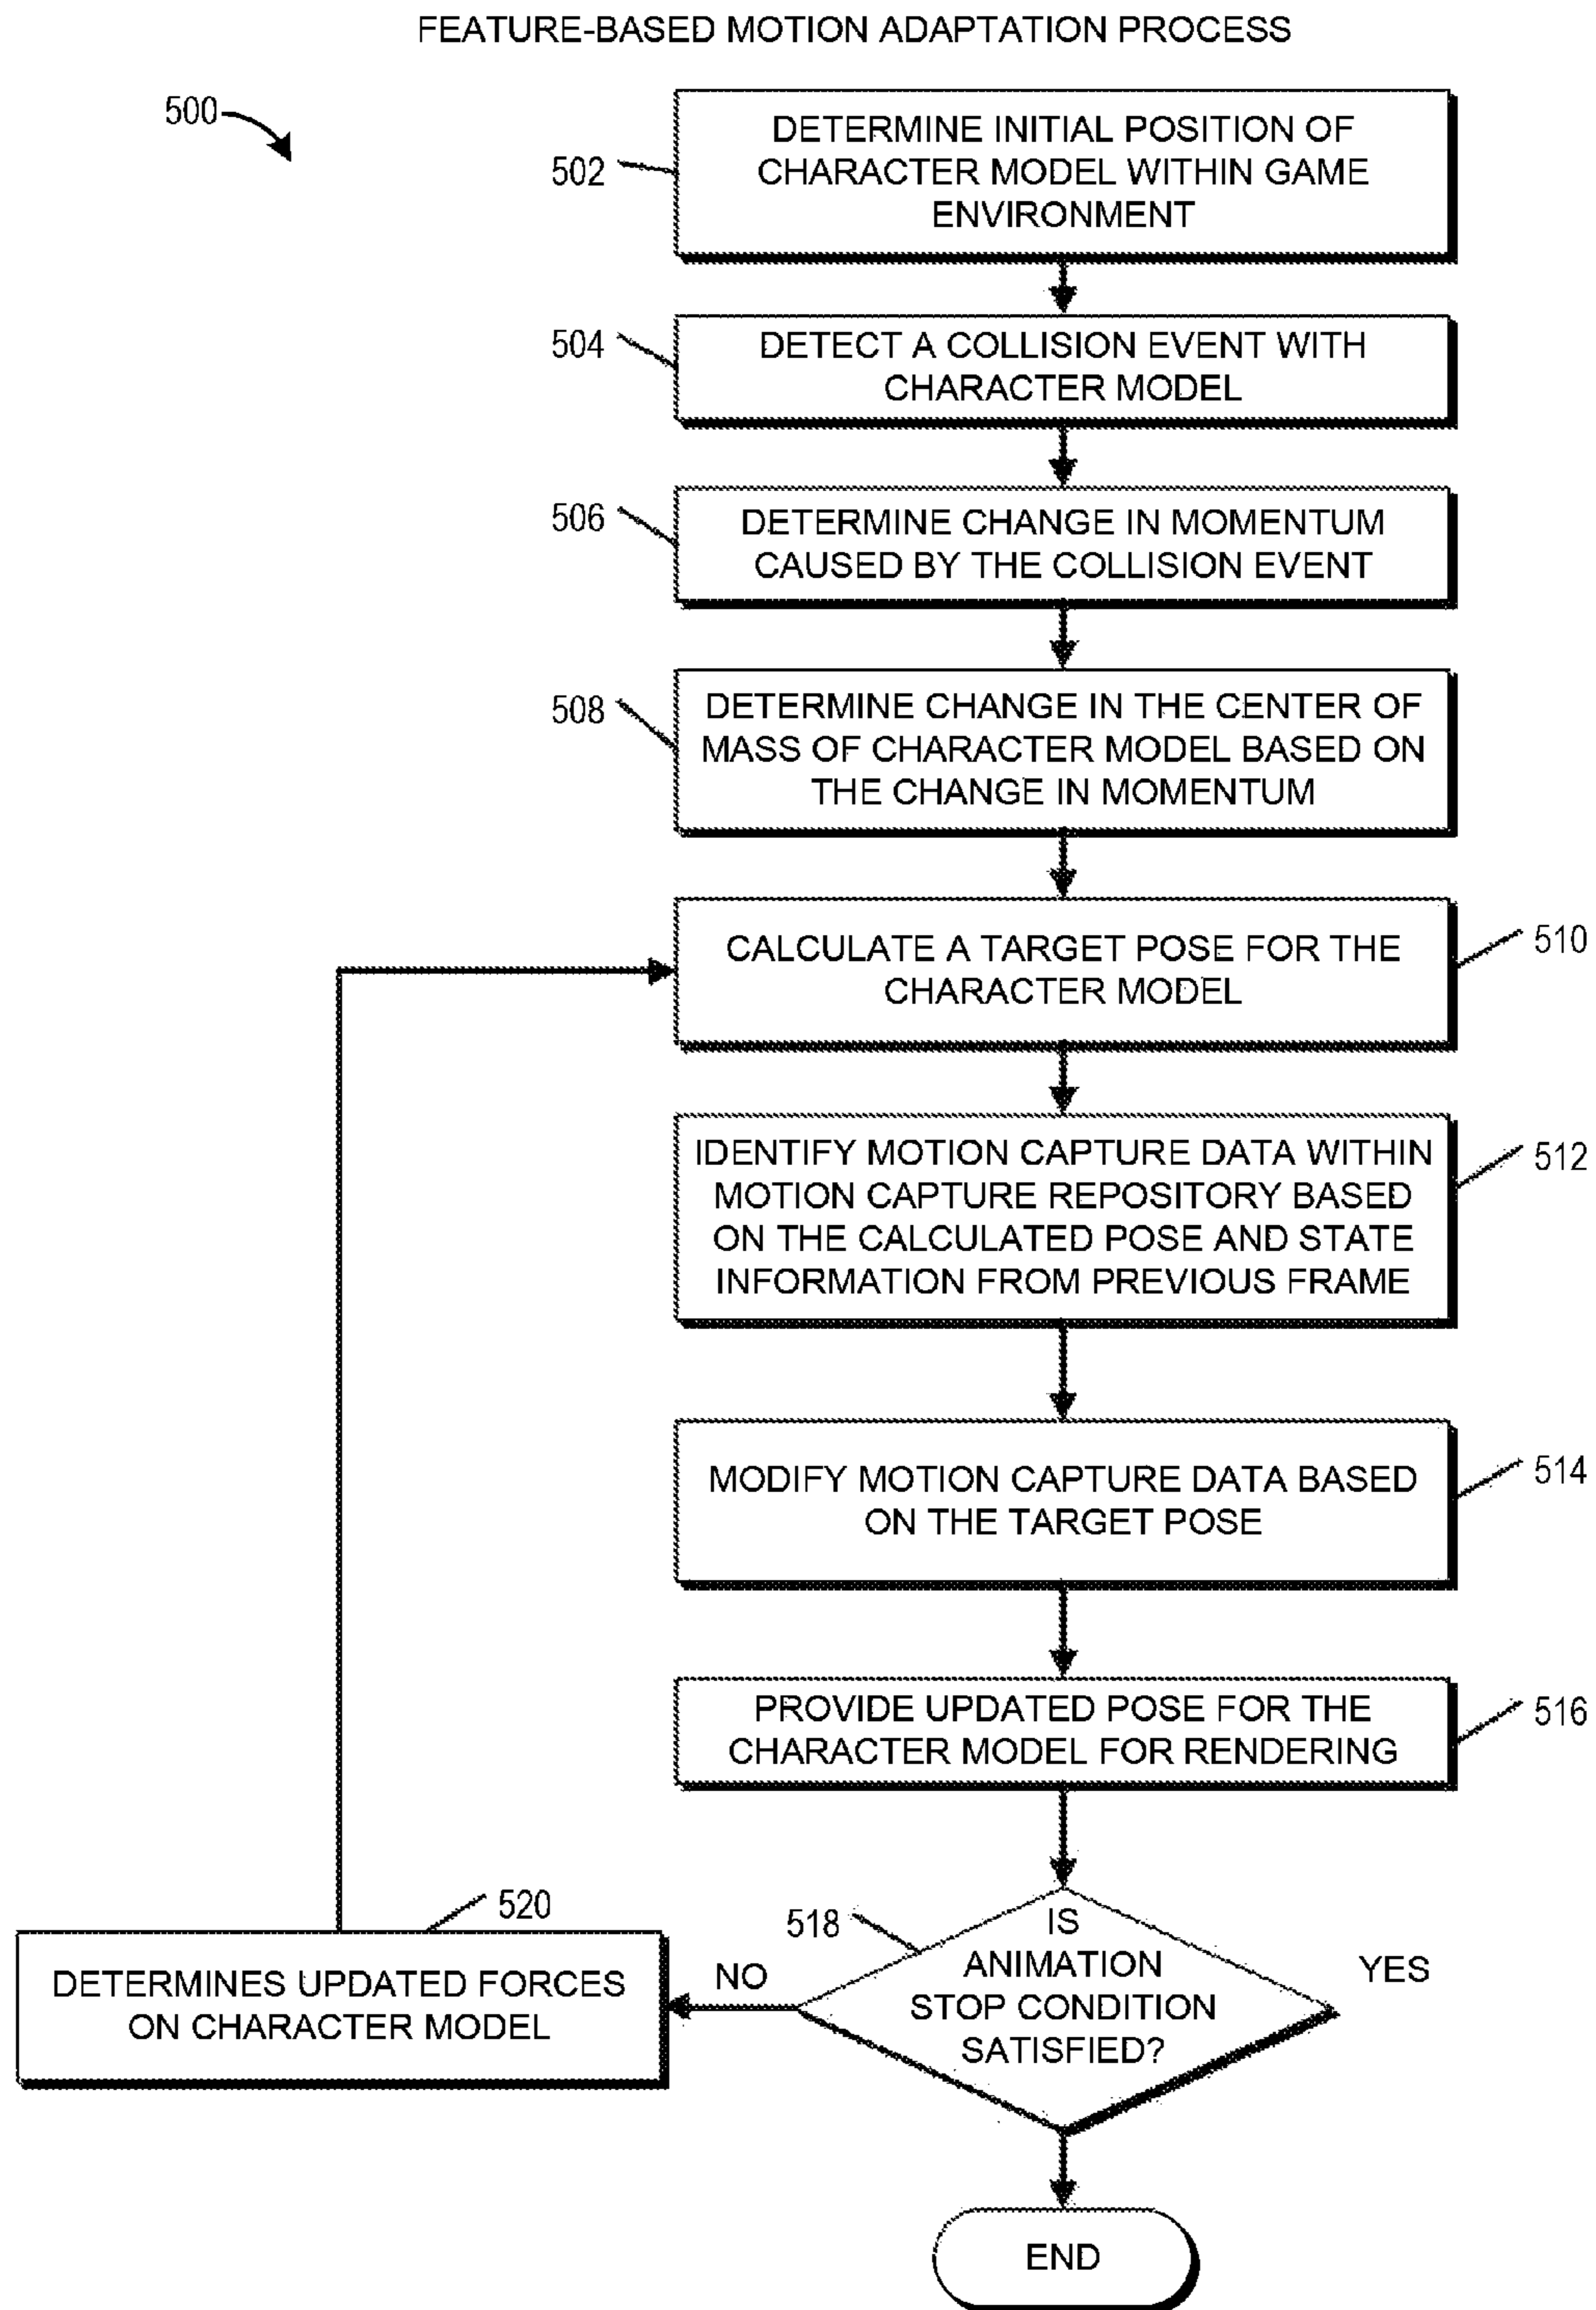 FEATURE-BASED MOTION ADAPTATION PROCESS
500
502
DETERMINE INITIAL POSITION OF
CHARACTER MODEL WITHIN GAME
ENVIRONMENT
504
DETECT A COLLISION EVENT WITH
CHARACTER MODEL
506
DETERMINE CHANGE IN MOMENTUM
CAUSED BY THE COLLISION EVENT
508
DETERMINE CHANGE IN THE CENTER OF
MASS OF CHARACTER MODEL BASED ON
THE CHANGE IN MOMENTUM
CALCULATE A TARGET POSE FOR THE
CHARACTER MODEL
510
IDENTIFY MOTION CAPTURE DATA WITHIN
MOTION CAPTURE REPOSITORY BASED
ON THE CALCULATED POSE AND STATE
INFORMATION FROM PREVIOUS FRAME
512
MODIFY MOTION CAPTURE DATA BASED
ON THE TARGET POSE
514
PROVIDE UPDATED POSE FOR THE
CHARACTER MODEL FOR RENDERING
516
518
IS
ANIMATION
STOP CONDITION
SATISFIED?
YES
NO
520
DETERMINES UPDATED FORCES
ON CHARACTER MODEL
END